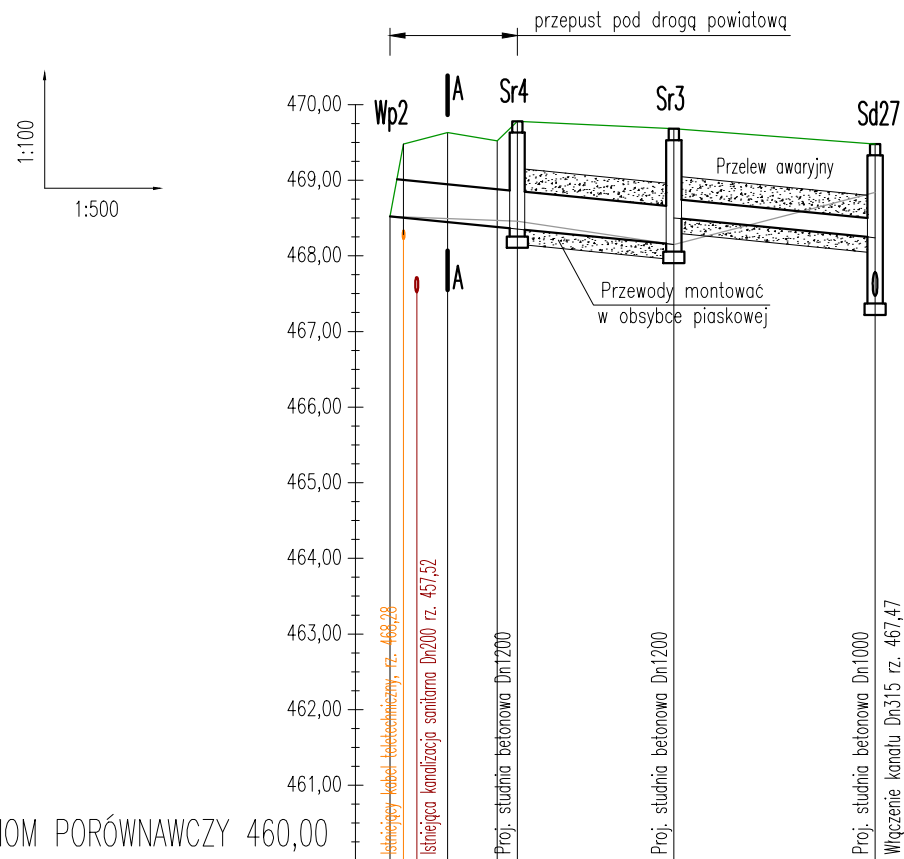 przepust pod drogą powiatową
A
Sr4
Sr3
Sd27
Wp2
470,00
1:100
469,00
Przelew awaryjny
1:500
468,00
A
Przewody montować
w obsybce piaskowej
467,00
466,00
465,00
464,00
463,00
462,00
461,00
Istniejący kabel teletechniczny, rz. 468,28
Istniejąca kanalizacja sanitarna Dn200 rz. 457,52
Proj. studnia betonowa Dn1200
Proj. studnia betonowa Dn1200
Proj. studnia betonowa Dn1000
Włączenie kanału Dn315 rz. 467,47
IOM PORÓWNAWCZY 460,00